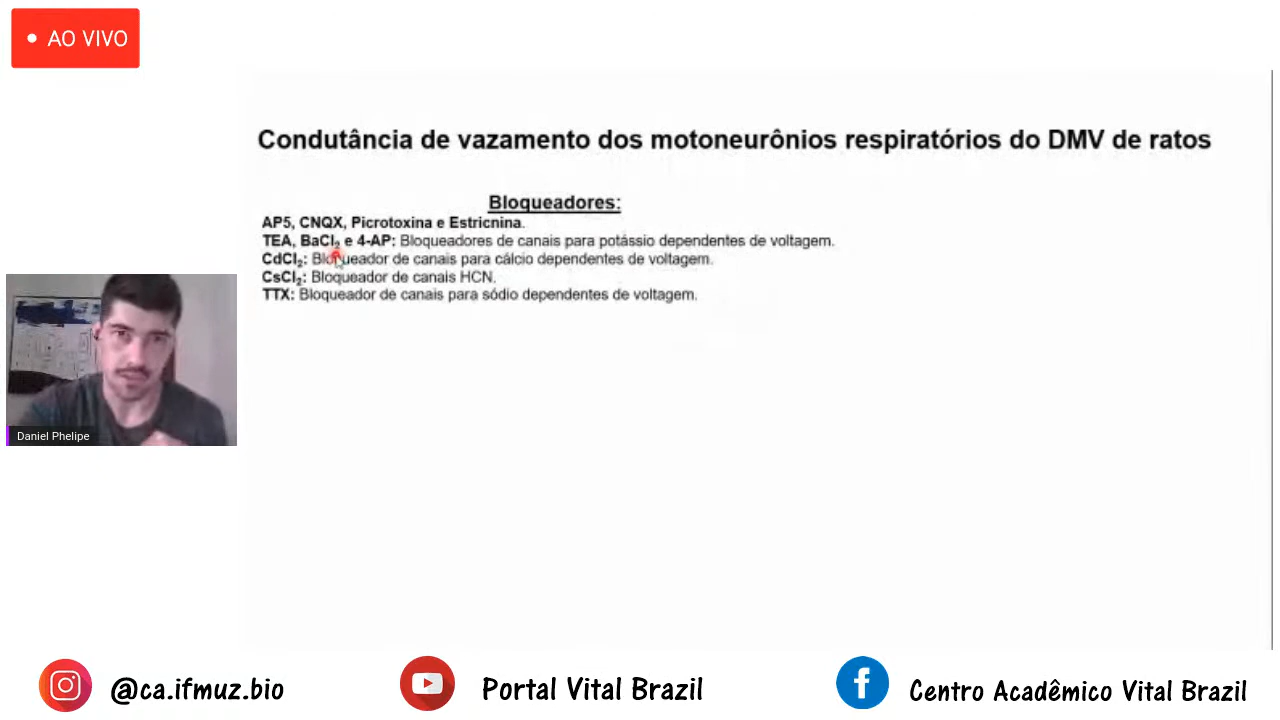 AO VIVO
Condutância de vazamento dos motoneurônios respiratórios do DMV de ratos
Bloqueadores:
AP5, CNQX, Picrotoxina e Estricnina.
TEA, BaCl₂ e 4-AP: Bloqueadores de canais para potássio dependentes de voltagem.
CdCl₂: Bloqueador de canais para cálcio dependentes de voltagem.
CsCl₂: Bloqueador de canais HCN.
TTX: Bloqueador de canais para sódio dependentes de voltagem.
Daniel Phelipe
@ca.ifmuz.bio
Portal Vital Brazil
Centro Acadêmico Vital Brazil